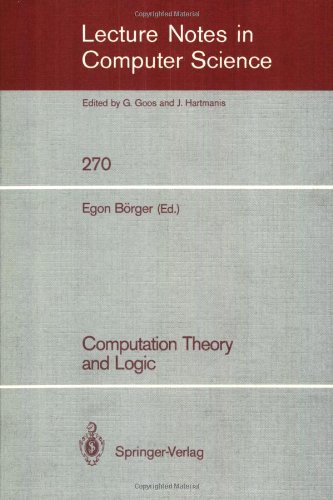 Lecture Notes in
Computer Science
Edited by G. Goos and J. Hartmanis
270
Egon Börger (Ed.)
Computation Theory
and Logic
Springer-Verlag